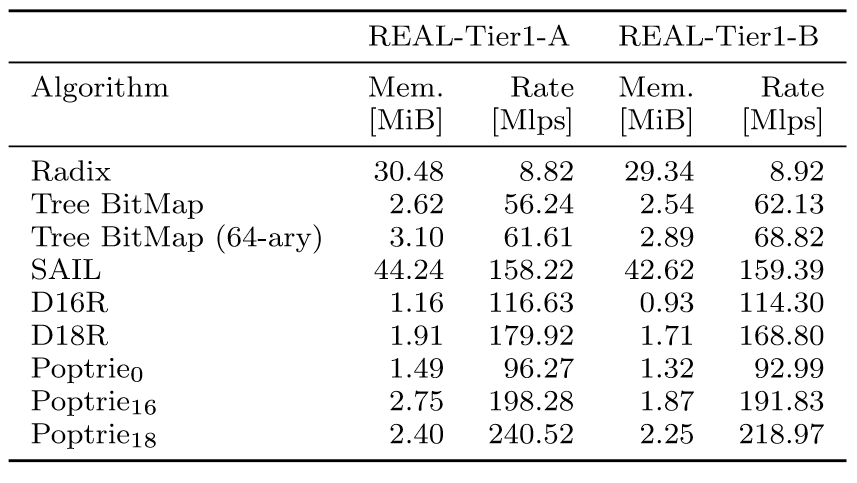 REAL-Tier1-A REAL-Tier1-B
Algorithm Mem. Rate Mem. Rate
[MiB] [Mlps] [MiB] [Mlps]
Radix 30.48 8.82 29.34 8.92
Tree BitMap 2.62 56.24 2.54 62.13
Tree BitMap (64-ary) 3.10 61.61 2.89 68.82
SAIL 44.24 158.22 42.62 159.39
D16R 1.16 116.63 0.93 114.30
D18R 1.91 179.92 1.71 168.80
Poptrie₀ 1.49 96.27 1.32 92.99
Poptrie₁₆ 2.75 198.28 1.87 191.83
Poptrie₁₈ 2.40 240.52 2.25 218.97